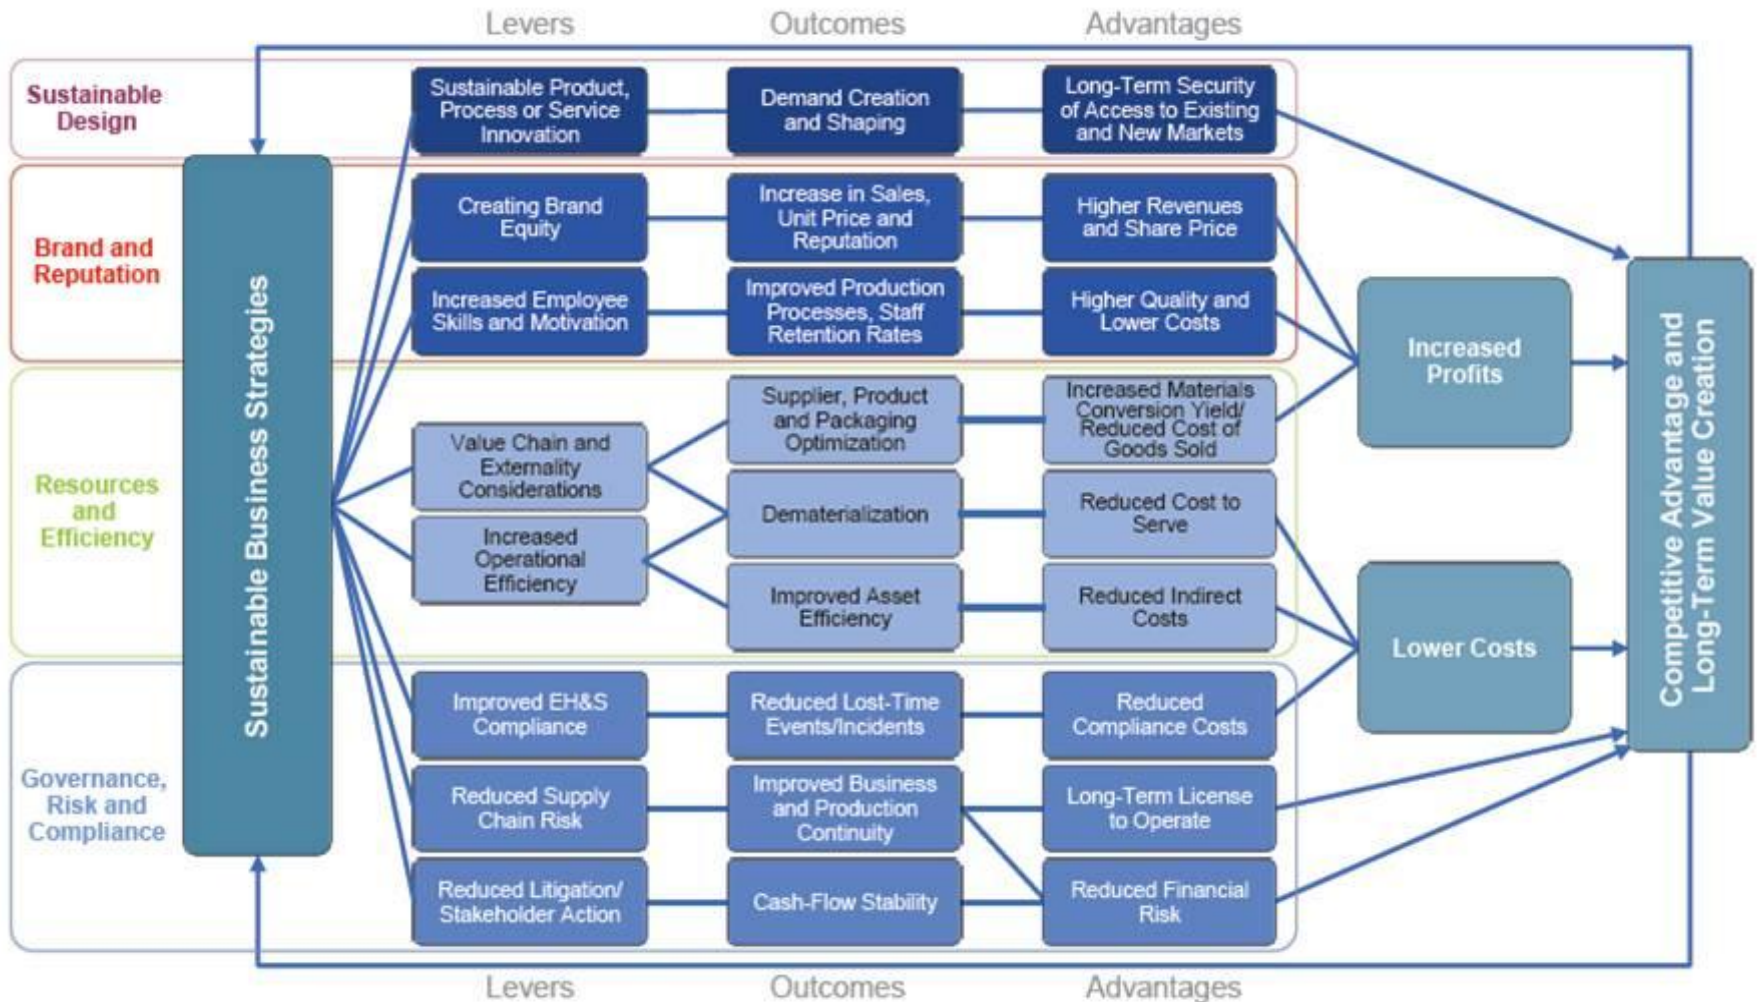 Levers
Outcomes
Advantages
Sustainable
Design
Sustainable Product,
Process or Service
Innovation
Demand Creation
and Shaping
Long-Term Security
of Access to Existing
and New Markets
Brand and
Reputation
Creating Brand
Equity
Increase in Sales,
Unit Price and
Reputation
Higher Revenues
and Share Price
Increased Employee
Skills and Motivation
Improved Production
Processes, Staff
Retention Rates
Higher Quality and
Lower Costs
Resources
and
Efficiency
Value Chain and
Externality
Considerations
Increased
Operational
Efficiency
Supplier, Product
and Packaging
Optimization
Increased Materials
Conversion Yield/
Reduced Cost of
Goods Sold
Dematerialization
Reduced Cost to
Serve
Improved Asset
Efficiency
Reduced Indirect
Costs
Governance,
Risk and
Compliance
Improved EH&S
Compliance
Reduced Lost-Time
Events/Incidents
Reduced
Compliance Costs
Reduced Supply
Chain Risk
Improved Business
and Production
Continuity
Long-Term License
to Operate
Reduced Litigation/
Stakeholder Action
Cash-Flow Stability
Reduced Financial
Risk
Sustainable Business Strategies
Increased
Profits
Lower Costs
Competitive Advantage and
Long-Term Value Creation
Levers
Outcomes
Advantages